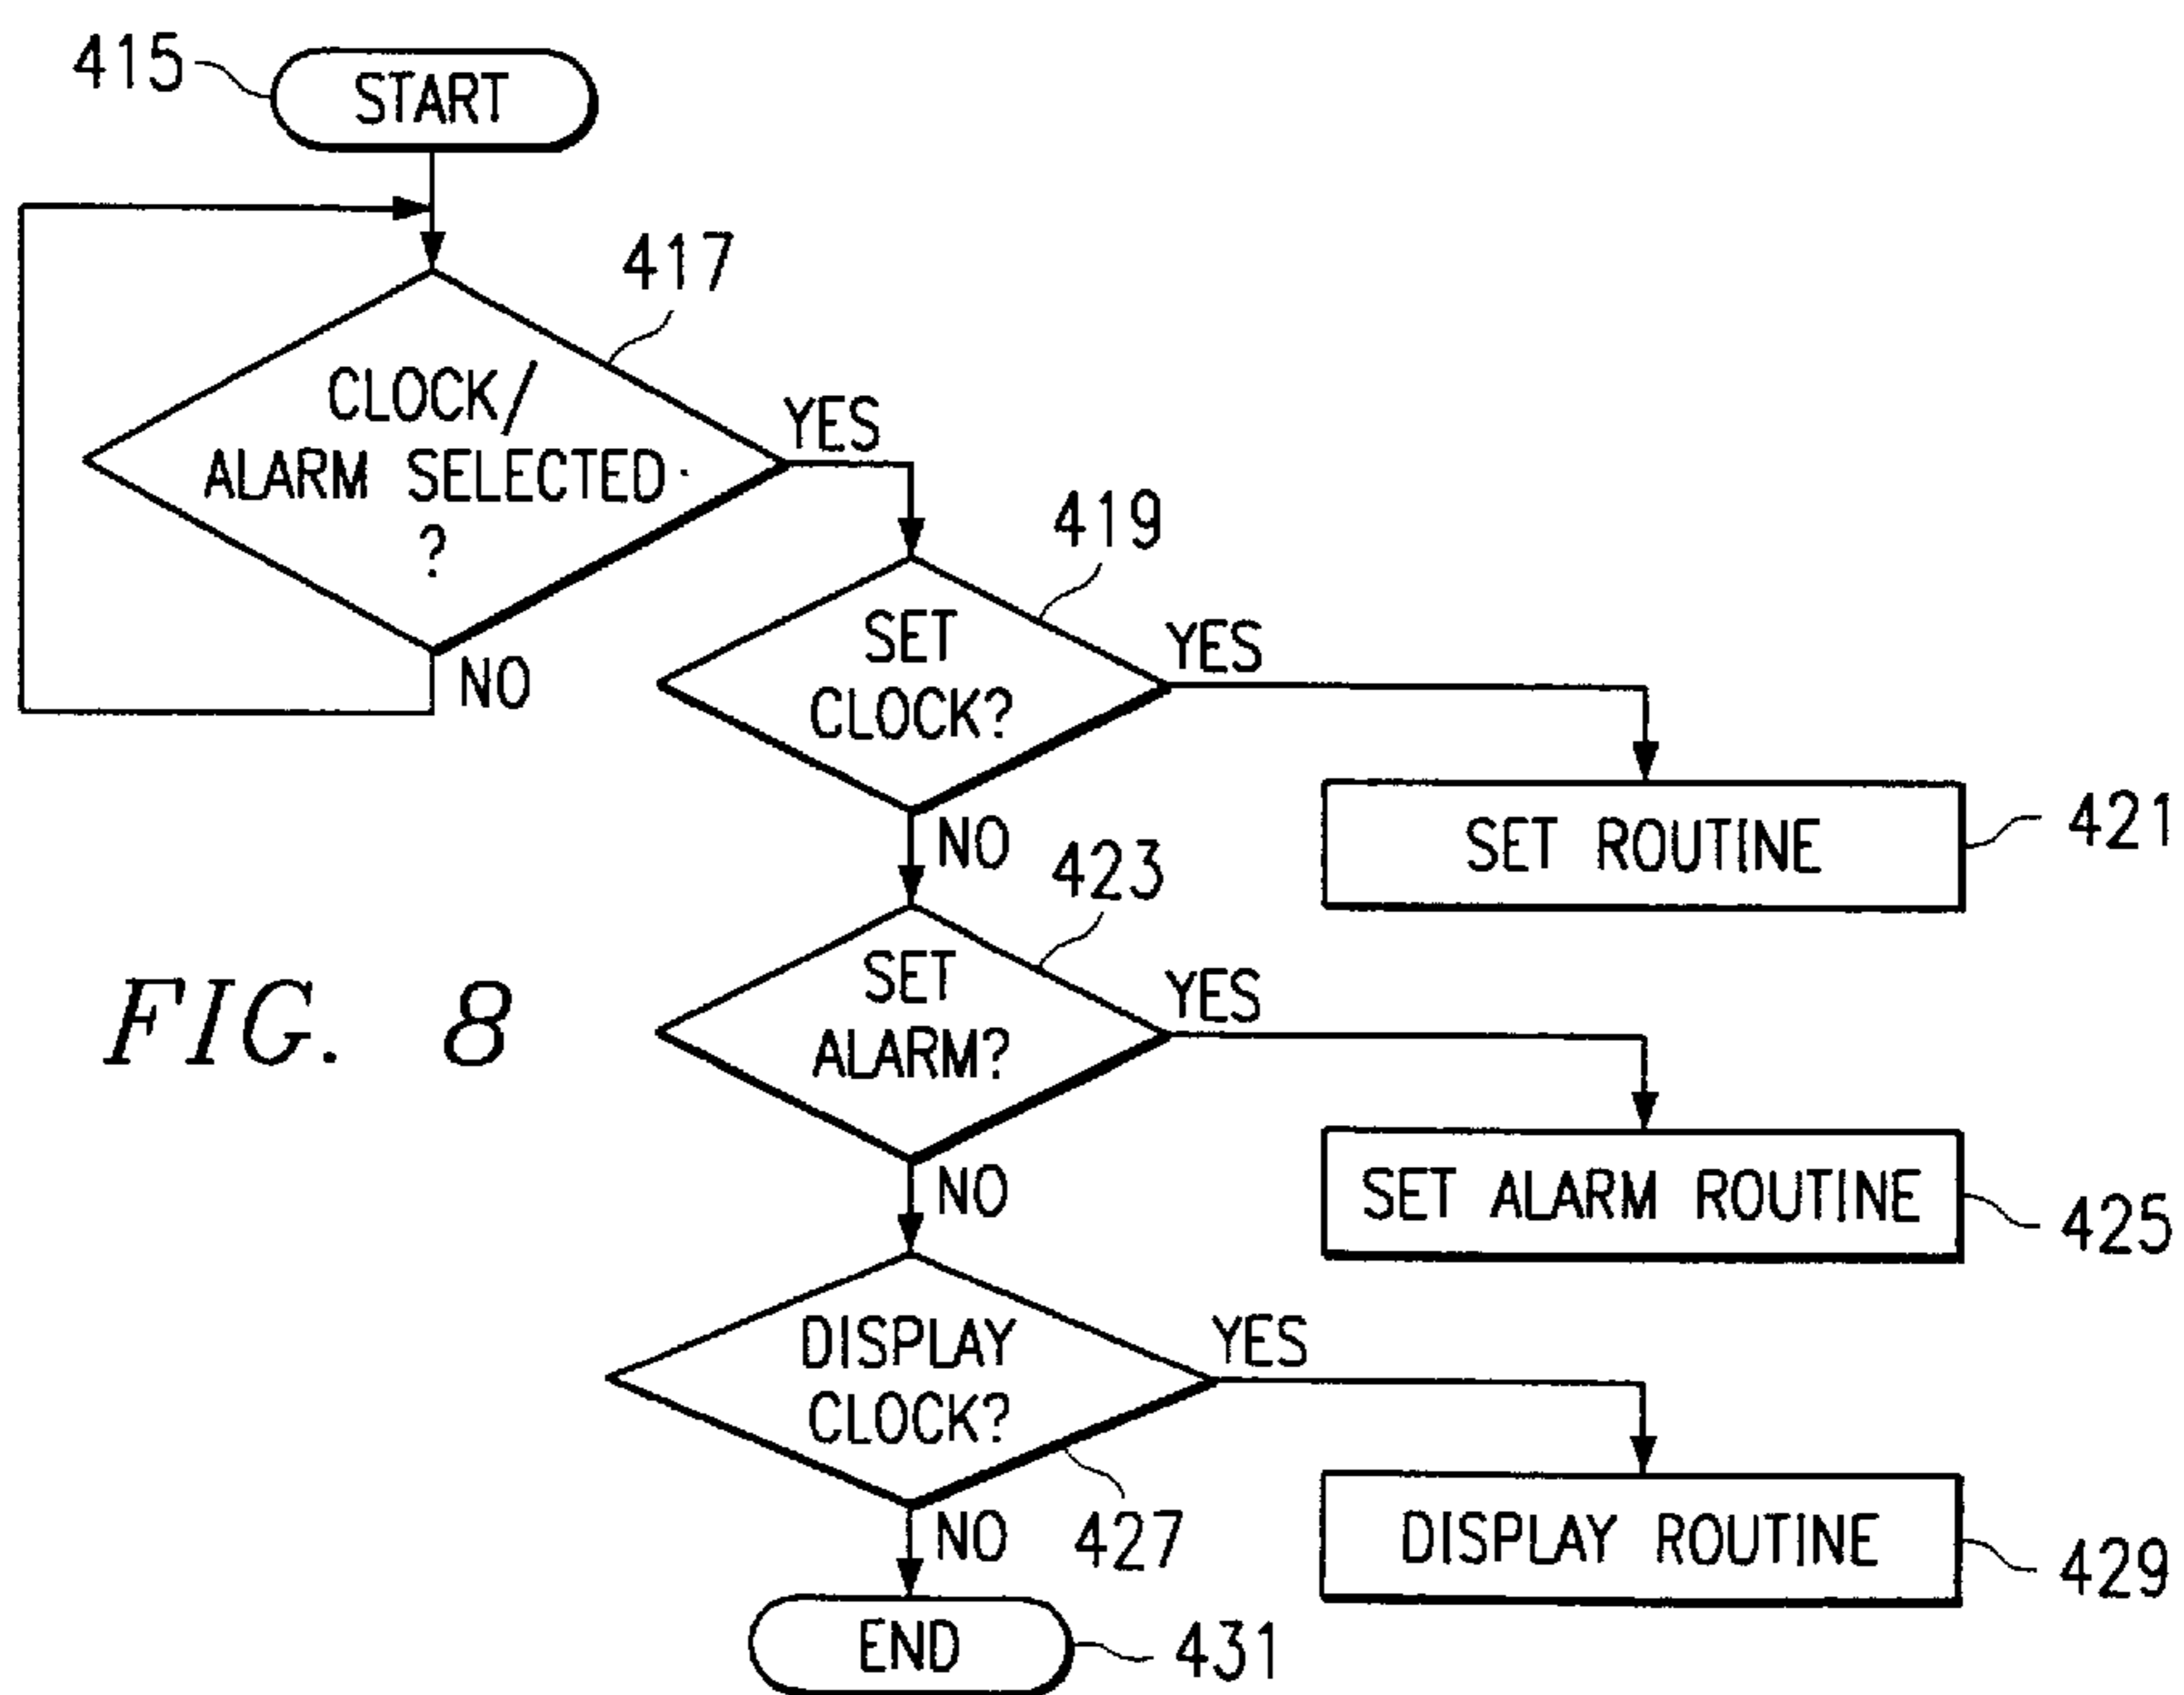 415
START
417
CLOCK/
ALARM SELECTED
?
YES
NO
419
SET
CLOCK?
YES
NO
SET ROUTINE
421
423
SET
ALARM?
YES
NO
FIG. 8
SET ALARM ROUTINE
425
DISPLAY
CLOCK?
YES
NO
427
DISPLAY ROUTINE
429
END
431